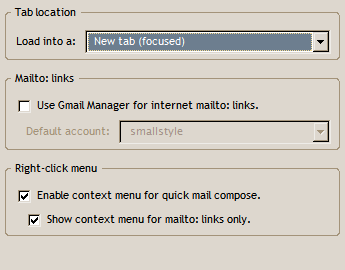 Tab location
Load into a: New tab (focused)
Mailto: links
Use Gmail Manager for internet mailto: links.
Default account: smallstyle
Right-click menu
Enable context menu for quick mail compose.
Show context menu for mailto: links only.